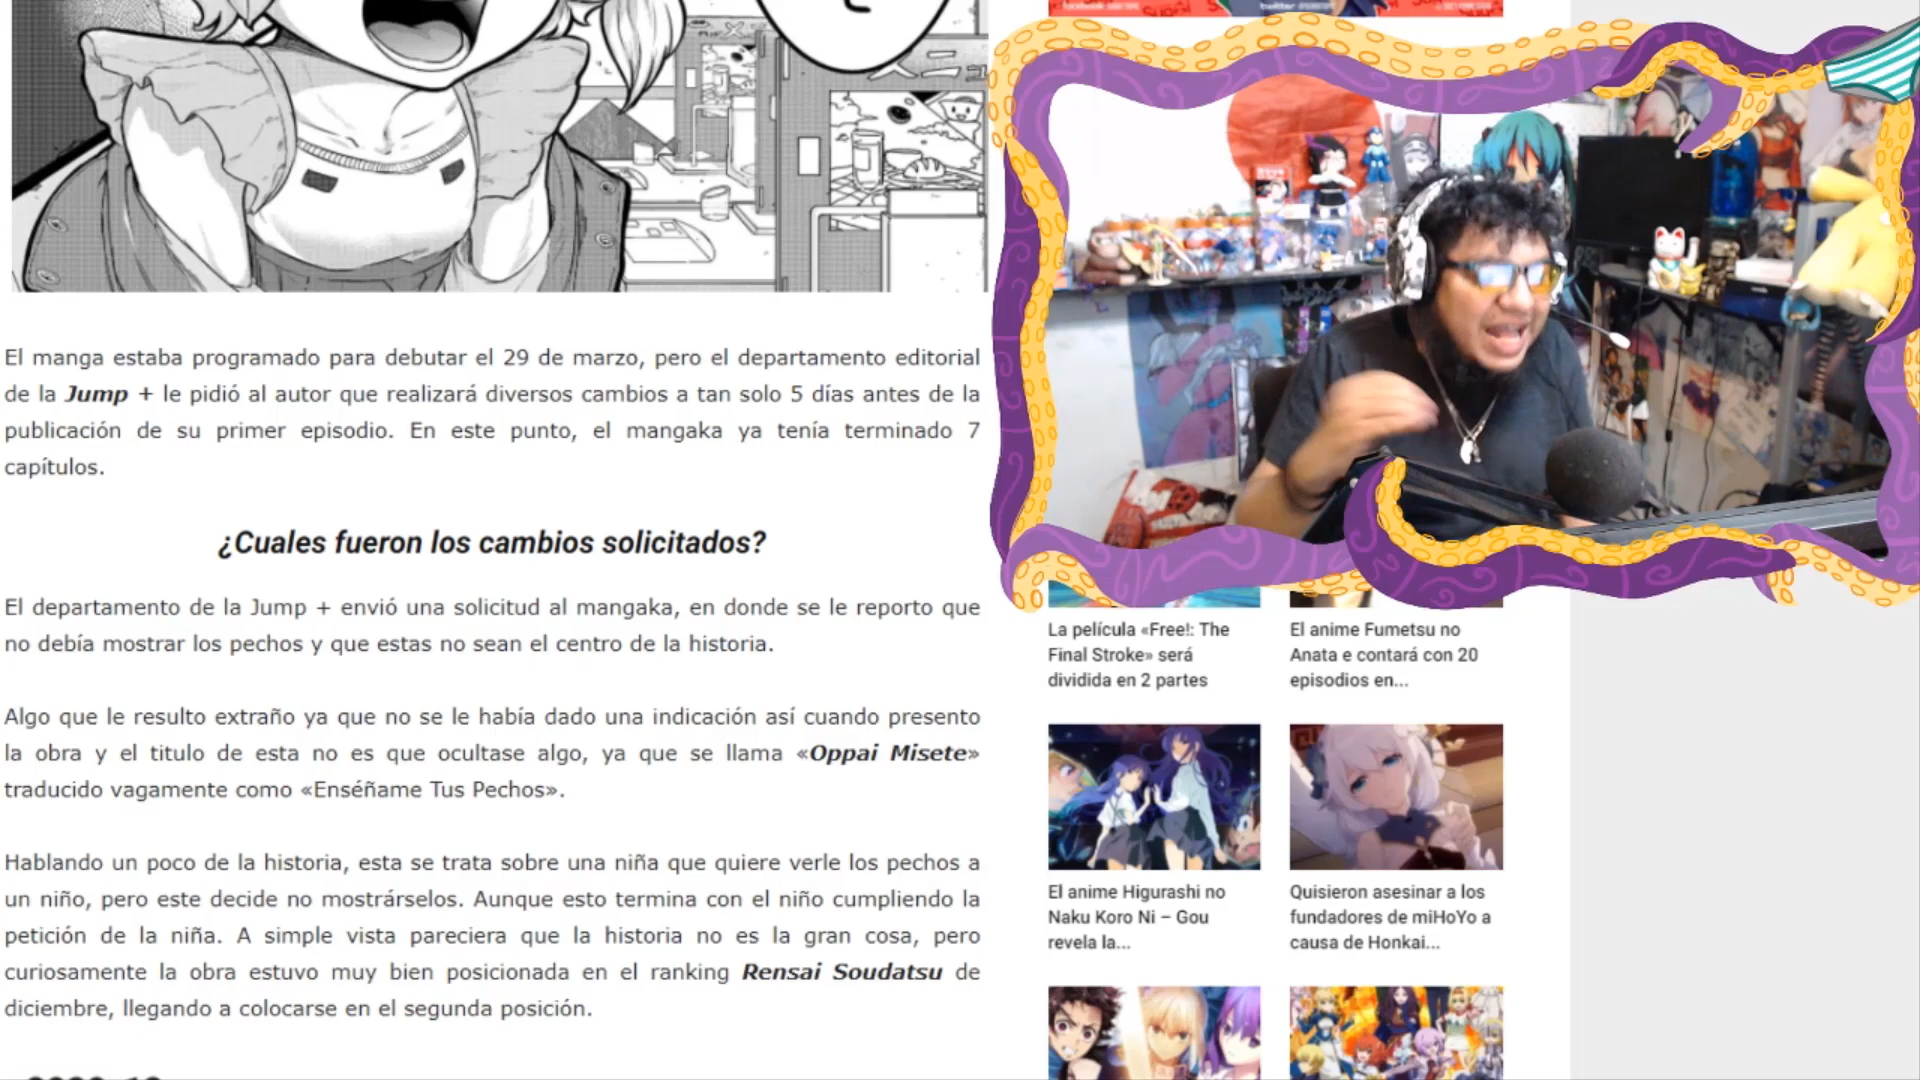 El manga estaba programado para debutar el 29 de marzo, pero el departamento editorial
de la Jump + le pidió al autor que realizará diversos cambios a tan solo 5 días antes de la
publicación de su primer episodio. En este punto, el mangaka ya tenía terminado 7
capítulos.
¿Cuales fueron los cambios solicitados?
El departamento de la Jump + envió una solicitud al mangaka, en donde se le reporto que
no debía mostrar los pechos y que estas no sean el centro de la historia.
Algo que le resulto extraño ya que no se le había dado una indicación así cuando presento
la obra y el titulo de esta no es que ocultase algo, ya que se llama «Oppai Misete»
traducido vagamente como «Enséñame Tus Pechos».
Hablando un poco de la historia, esta se trata sobre una niña que quiere verle los pechos a
un niño, pero este decide no mostrárselos. Aunque esto termina con el niño cumpliendo la
petición de la niña. A simple vista pareciera que la historia no es la gran cosa, pero
curiosamente la obra estuvo muy bien posicionada en el ranking Rensai Soudatsu de
diciembre, llegando a colocarse en el segunda posición.
La película «Free!: The
Final Stroke» será
dividida en 2 partes
El anime Fumetsu no
Anata e contará con 20
episodios en...
El anime Higurashi no
Naku Koro Ni – Gou
revela la...
Quisieron asesinar a los
fundadores de miHoYo a
causa de Honkai...